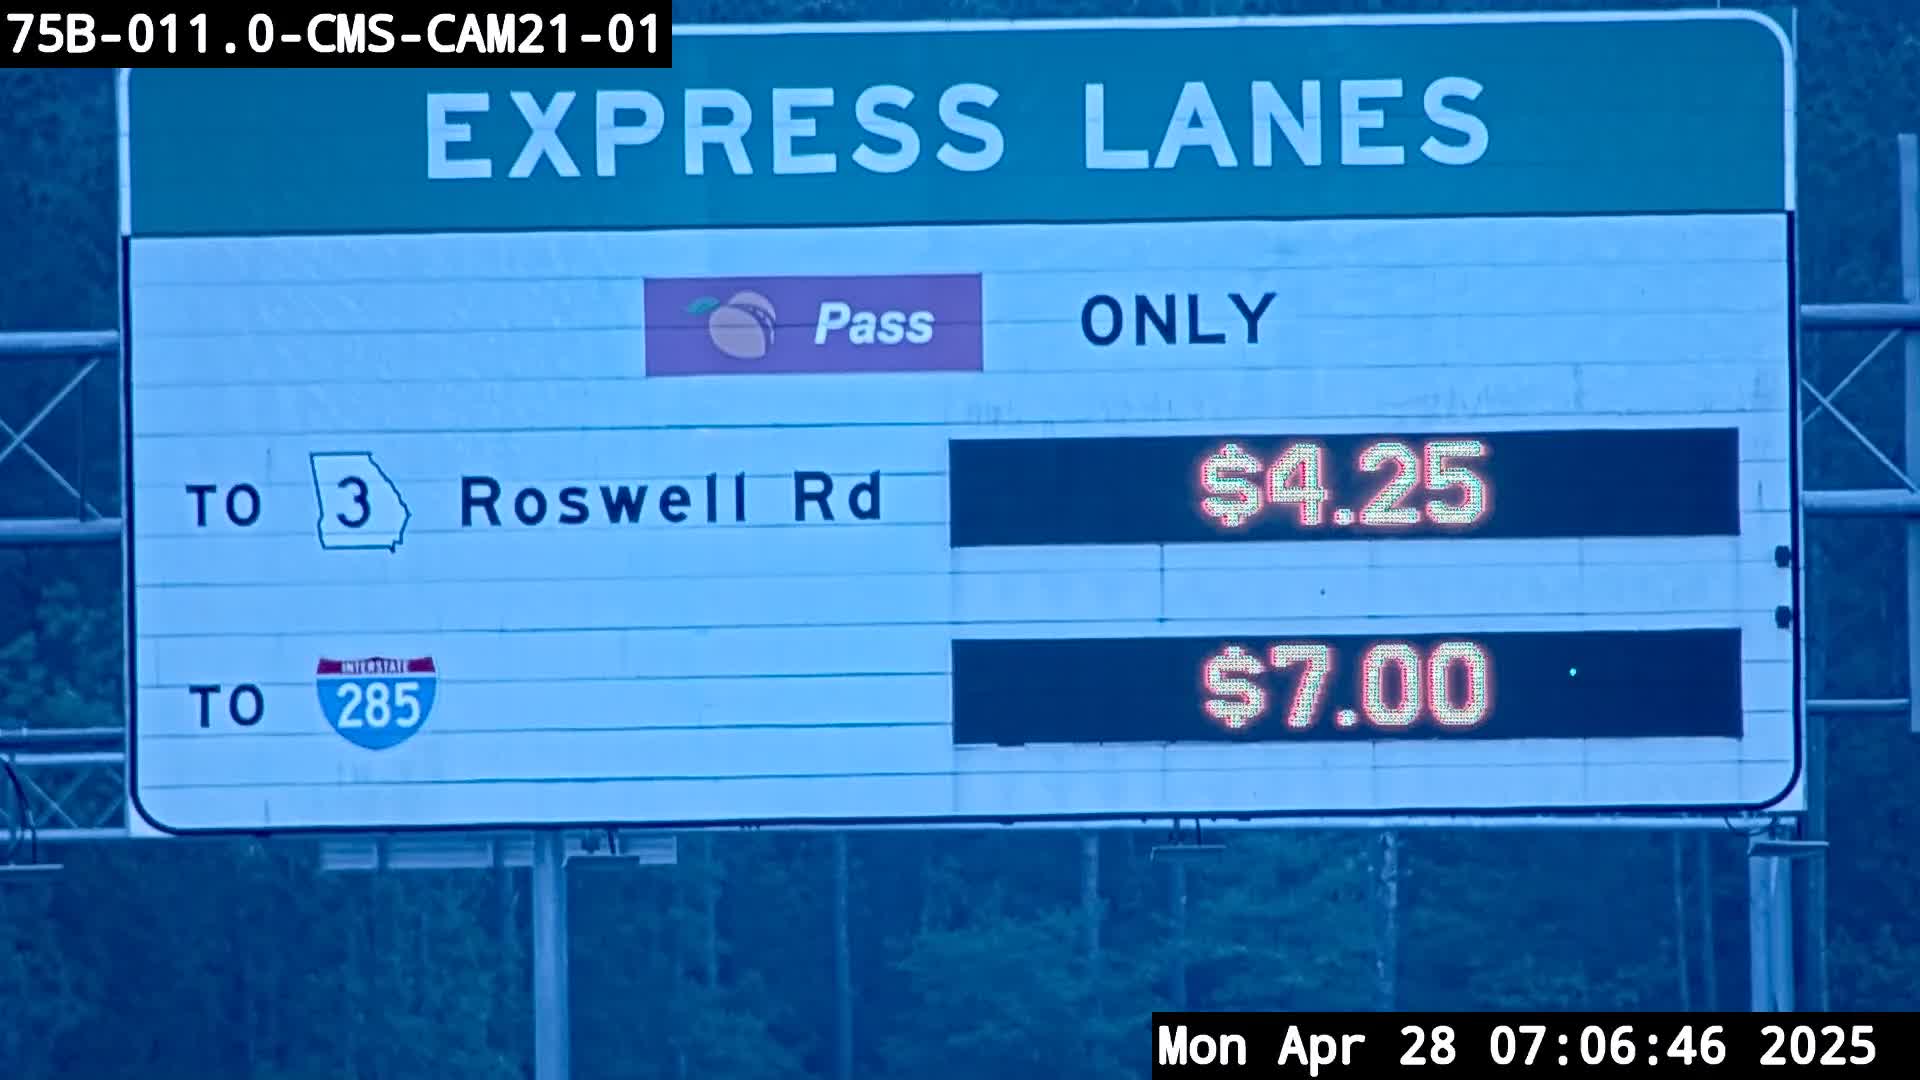 75B-011.0-CMS-CAM21-01
EXPRESS LANES
Pass ONLY
TO 3 Roswell Rd $4.25
INTERSTATE
TO 285 $7.00
Mon Apr 28 07:06:46 2025